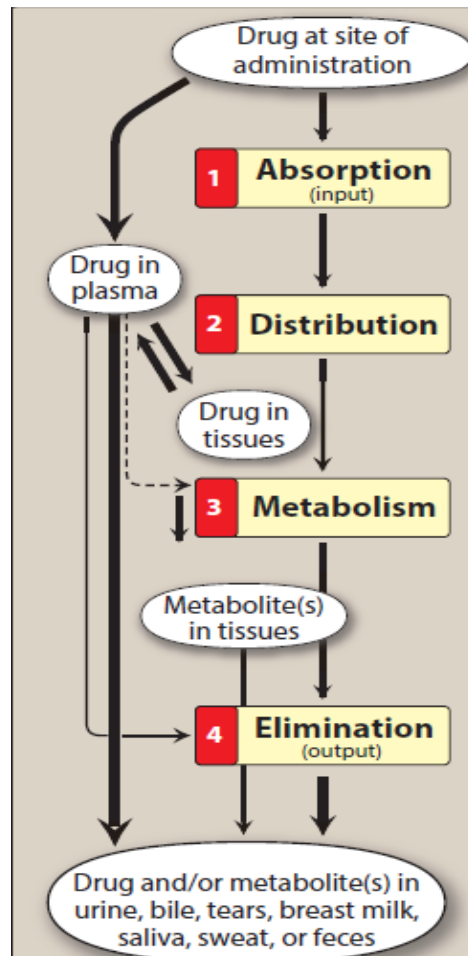 Drug at site of
administration
1 Absorption
(input)
Drug in
plasma
2 Distribution
Drug in
tissues
3 Metabolism
Metabolite(s)
in tissues
4 Elimination
(output)
Drug and/or metabolite(s) in
urine, bile, tears, breast milk,
saliva, sweat, or feces